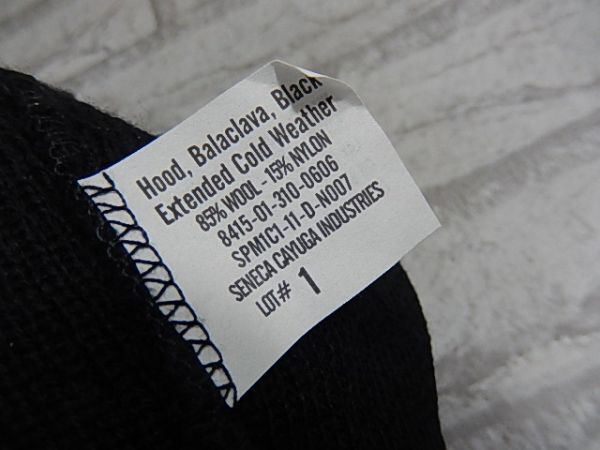 Hood, Balaclava, Black
Extended Cold Weather
85% WOOL - 15% NYLON
8415-01-310-0606
SPM1C1-11-D-N007
SENECA CAYUGA INDUSTRIES
LOT# 1